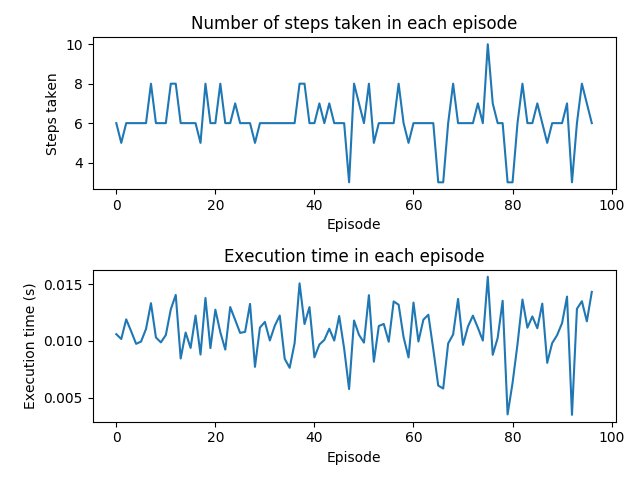 Number of steps taken in each episode
10
8
6
4
Steps taken
0 20 40 60 80 100
Episode
Execution time in each episode
0.015
0.010
0.005
Execution time (s)
0 20 40 60 80 100
Episode